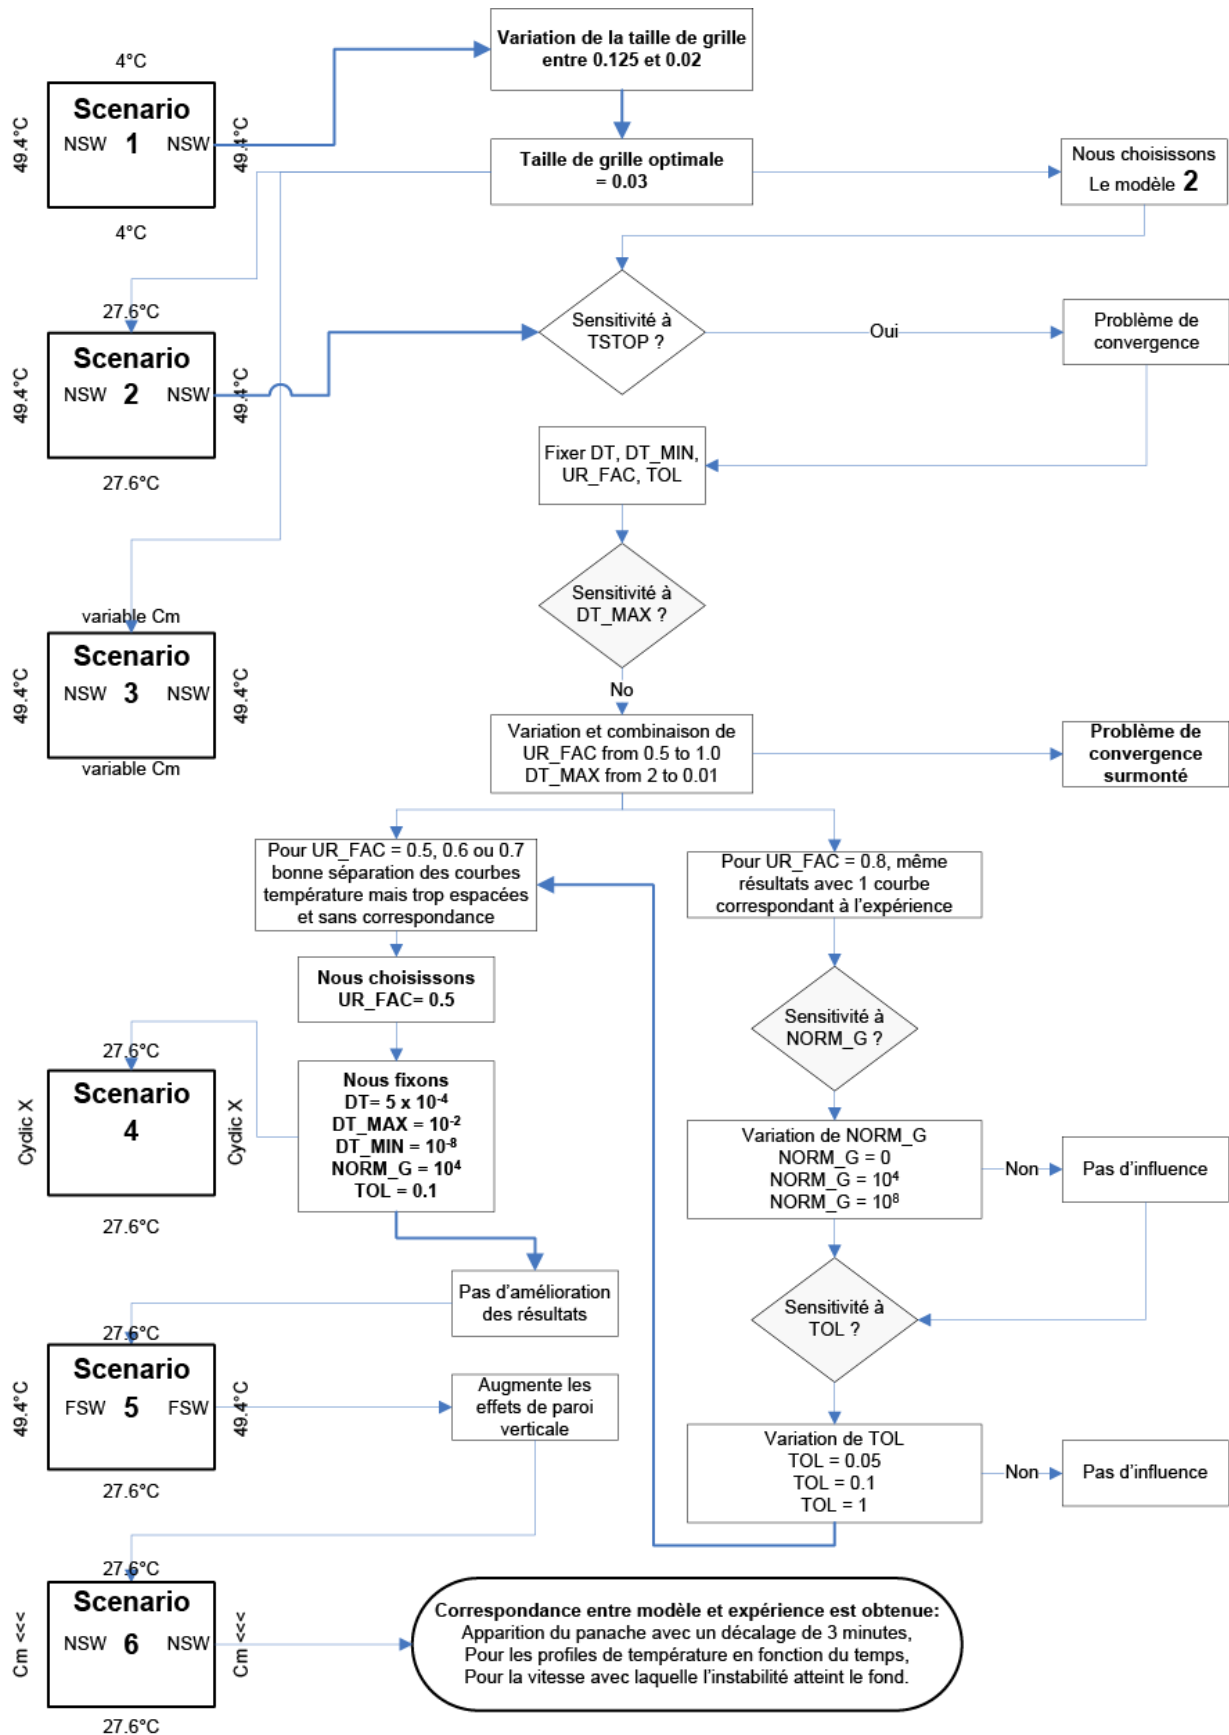 Variation de la taille de grille
entre 0.125 et 0.02
4°C
Scenario
NSW 1 NSW
49.4°C
49.4°C
4°C
Taille de grille optimale
= 0.03
Nous choisissons
Le modèle 2
27.6°C
Scenario
NSW 2 NSW
49.4°C
49.4°C
27.6°C
Sensitivité à
TSTOP ?
Oui
Problème de
convergence
Fixer DT, DT_MIN,
UR_FAC, TOL
Sensitivité à
DT_MAX ?
No
variable Cm
Scenario
NSW 3 NSW
49.4°C
49.4°C
variable Cm
Variation et combinaison de
UR_FAC from 0.5 to 1.0
DT_MAX from 2 to 0.01
Problème de
convergence
surmonté
Pour UR_FAC = 0.5, 0.6 ou 0.7
bonne séparation des courbes
température mais trop espacées
et sans correspondance
Pour UR_FAC = 0.8, même
résultats avec 1 courbe
correspondant à l'expérience
Nous choisissons
UR_FAC= 0.5
Sensitivité à
NORM_G ?
27.6°C
Scenario
4
Cyclic X
Cyclic X
27.6°C
Nous fixons
DT= 5 x 10⁻⁴
DT_MAX = 10⁻²
DT_MIN = 10⁻⁸
NORM_G = 10⁴
TOL = 0.1
Variation de NORM_G
NORM_G = 0
NORM_G = 10⁴
NORM_G = 10⁸
Non
Pas d'influence
Pas d'amélioration
des résultats
Sensitivité à
TOL ?
27.6°C
Scenario
FSW 5 FSW
49.4°C
49.4°C
27.6°C
Augmente les
effets de paroi
verticale
Variation de TOL
TOL = 0.05
TOL = 0.1
TOL = 1
Non
Pas d'influence
27.6°C
Scenario
NSW 6 NSW
Cm <<<
Cm <<<
27.6°C
Correspondance entre modèle et expérience est obtenue:
Apparition du panache avec un décalage de 3 minutes,
Pour les profiles de température en fonction du temps,
Pour la vitesse avec laquelle l'instabilité atteint le fond.